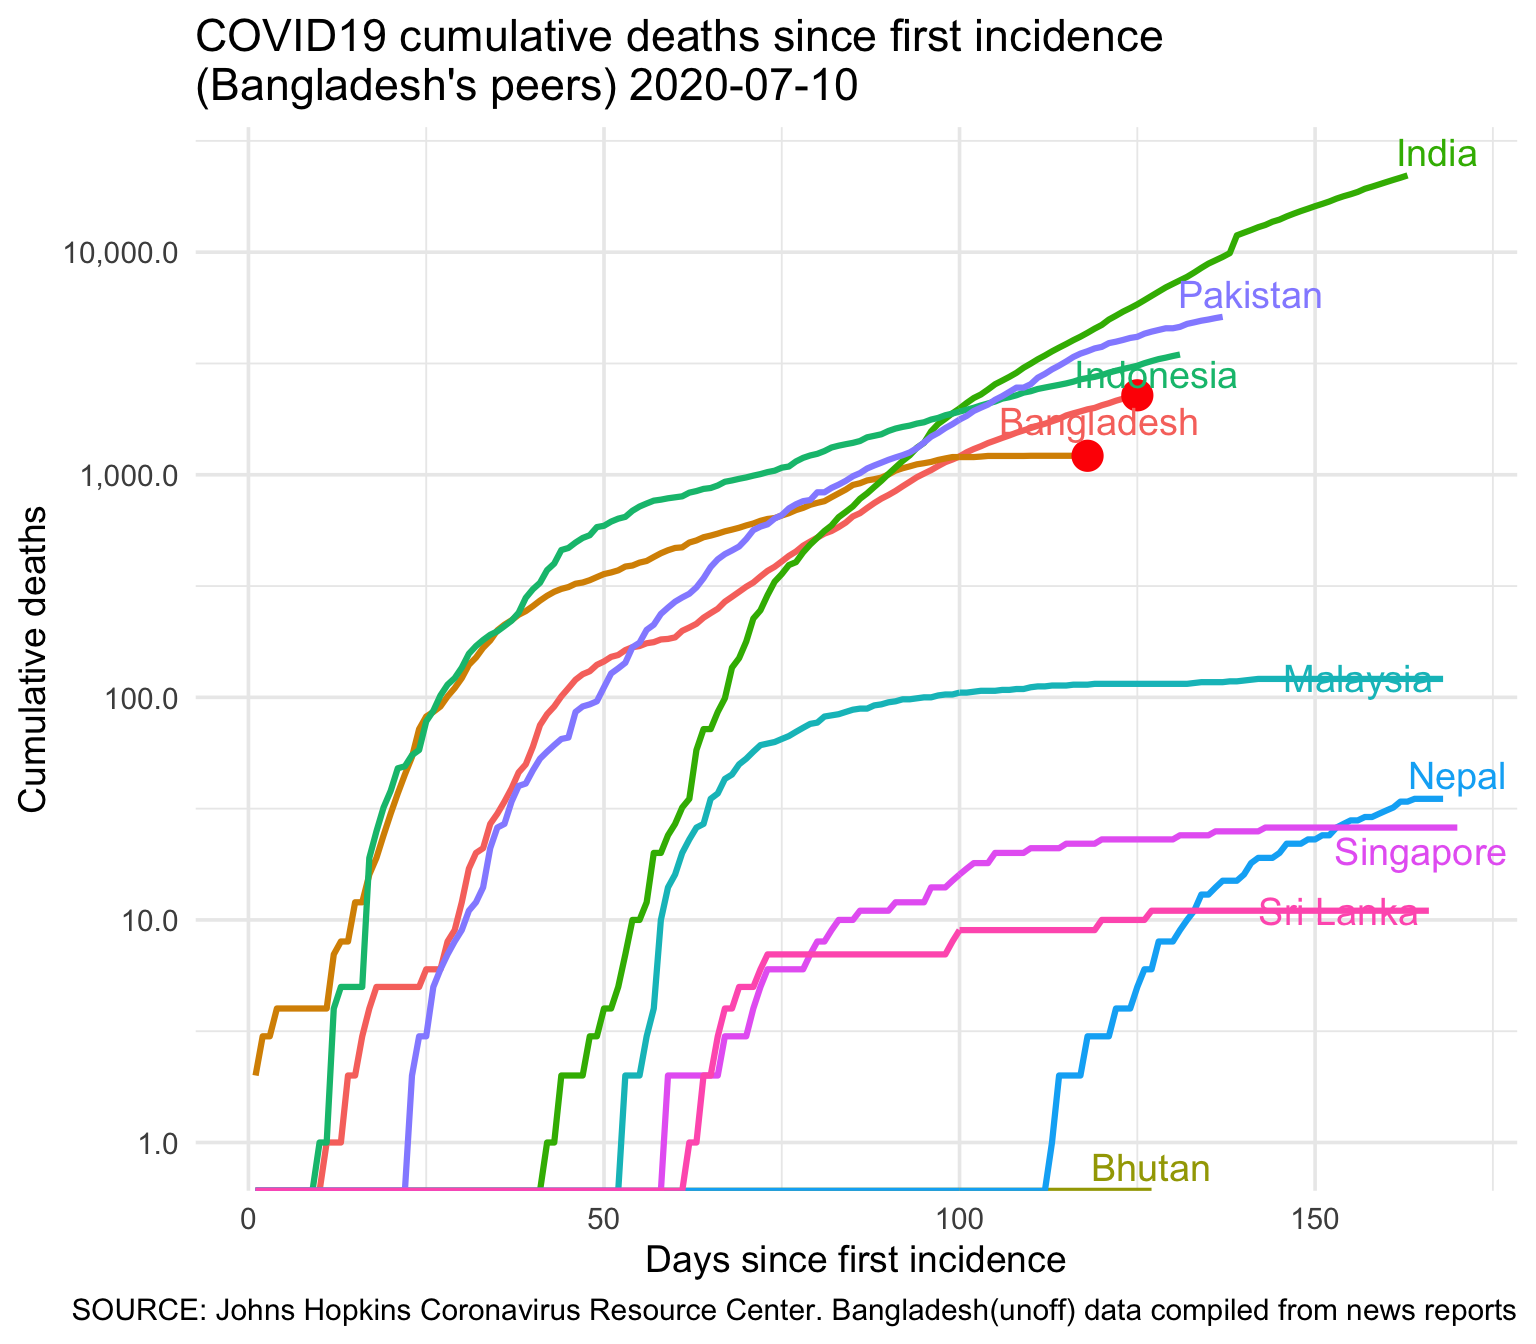 COVID19 cumulative deaths since first incidence
(Bangladesh's peers) 2020-07-10
India
10,000.0
Pakistan
Indonesia
Bangladesh
1,000.0
Cumulative deaths
100.0
Malaysia
Nepal
Singapore
10.0
Sri Lanka
1.0
Bhutan
0
50
100
150
Days since first incidence
SOURCE: Johns Hopkins Coronavirus Resource Center. Bangladesh(unoff) data compiled from news reports